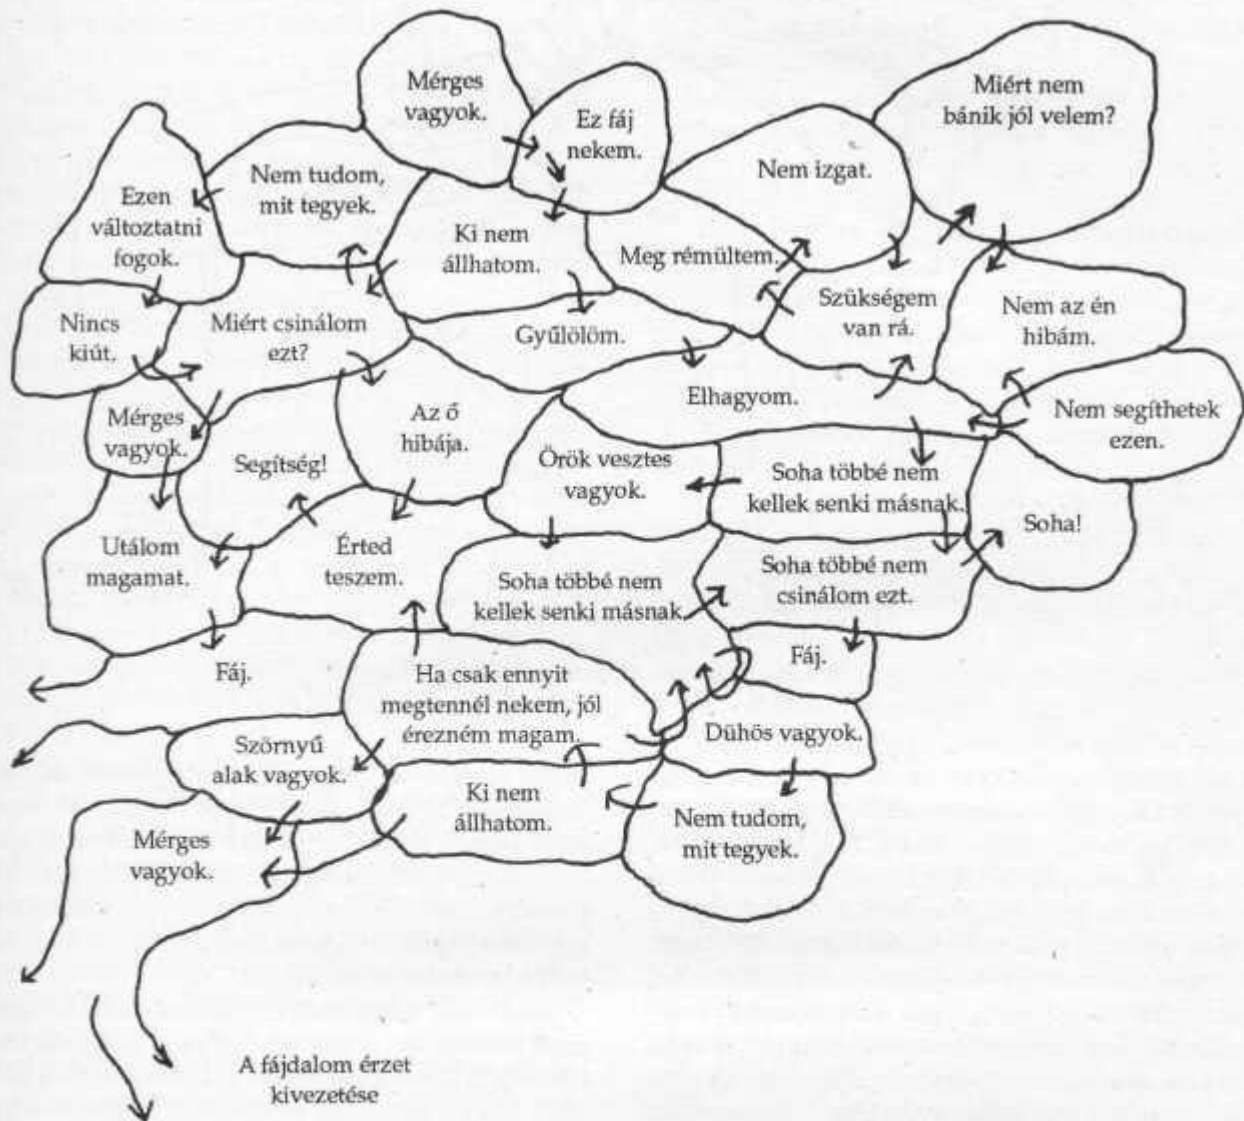 Mérges
vagyok.
Ez fáj
nekem.
Miért nem
bánik jól velem?
Nem tudom,
mit tegyek.
Nem izgat.
Ezen
változtatni
fogok.
Ki nem
állhatom.
Meg rémültem.
Szükségem
van rá.
Nem az én
hibám.
Nincs
kiút.
Miért csinálom
ezt?
Gyűlölöm.
Elhagyom.
Nem segíthetek
ezen.
Mérges
vagyok.
Segítség!
Az ő
hibája.
Örök vesztes
vagyok.
Soha többé nem
kellek senki másnak.
Soha!
Utálom
magamat.
Érted
teszem.
Soha többé nem
kellek senki másnak.
Soha többé nem
csinálom ezt.
Fáj.
Ha csak ennyit
megtennél nekem, jól
érezném magam.
Fáj.
Szörnyű
alak vagyok.
Dühös vagyok.
Mérges
vagyok.
Ki nem
állhatom.
Nem tudom,
mit tegyek.
A fájdalom érzet
kivezetése